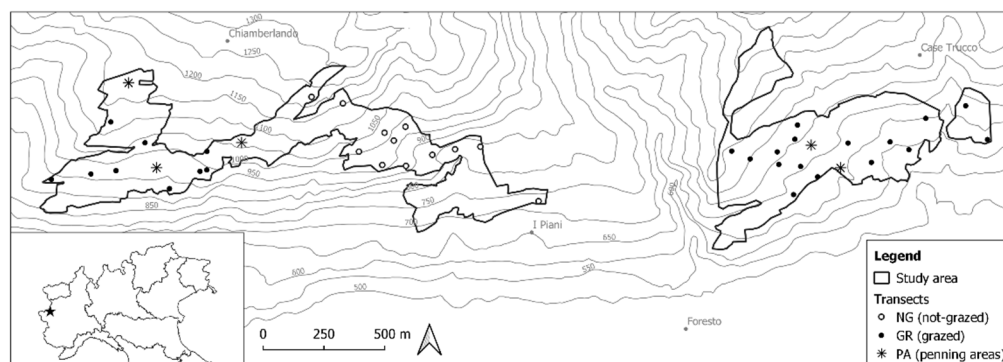 Chiamberlando
1300
1250
1200
1150
1100
1050
1000
950
900
850
750
700
650
600
550
500
600
Case Trucco
I Piani
Foresto
0 250 500 m
Legend
Study area
Transects
NG (not-grazed)
GR (grazed)
PA (penning areas)